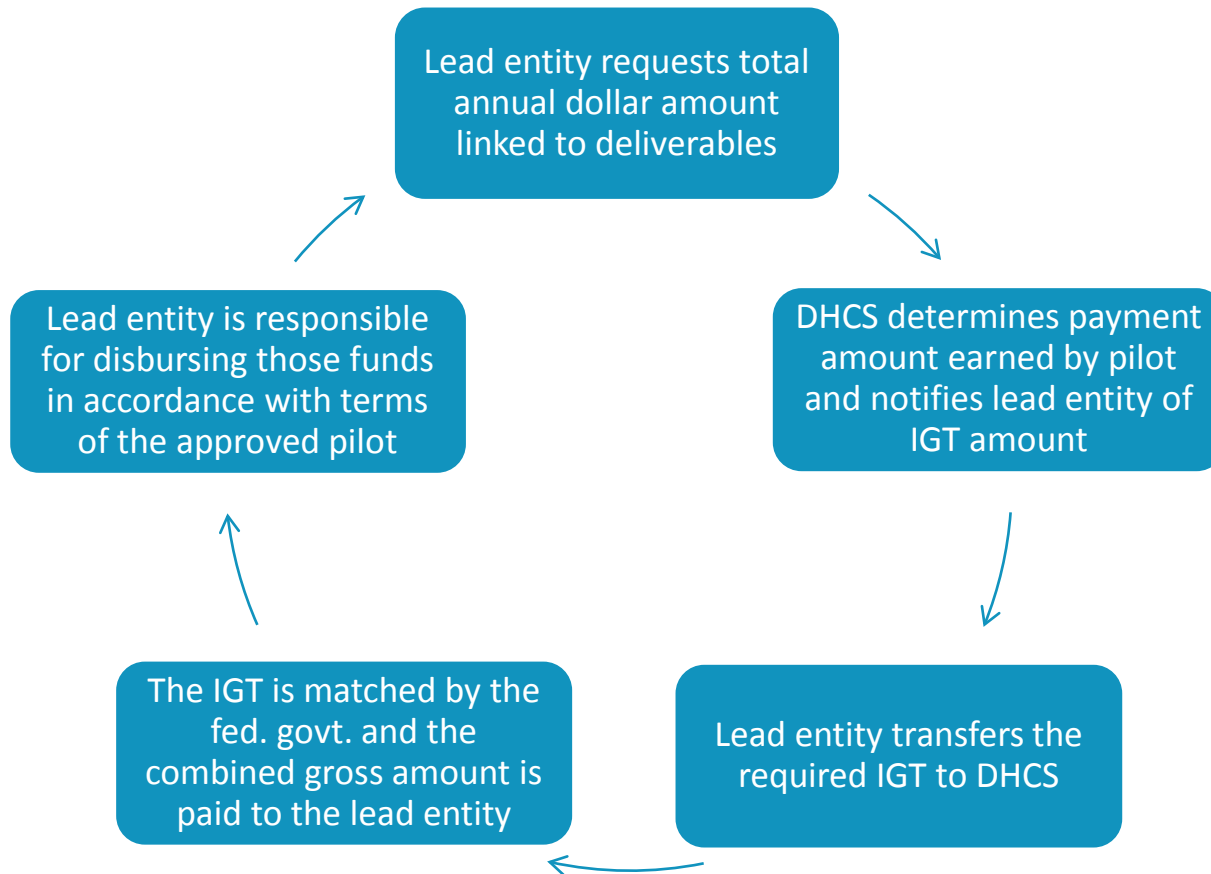 Lead entity requests total
annual dollar amount
linked to deliverables
DHCS determines payment
amount earned by pilot
and notifies lead entity of
IGT amount
Lead entity transfers the
required IGT to DHCS
The IGT is matched by the
fed. govt. and the
combined gross amount is
paid to the lead entity
Lead entity is responsible
for disbursing those funds
in accordance with terms
of the approved pilot